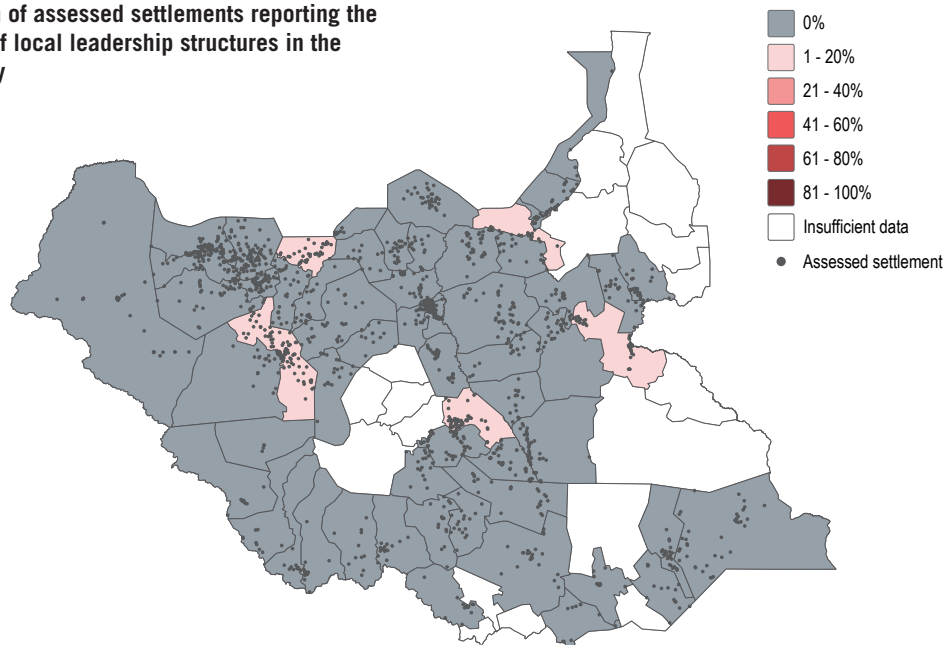 of assessed settlements reporting the
local leadership structures in the
0%
1 - 20%
21 - 40%
41 - 60%
61 - 80%
81 - 100%
Insufficient data
Assessed settlement